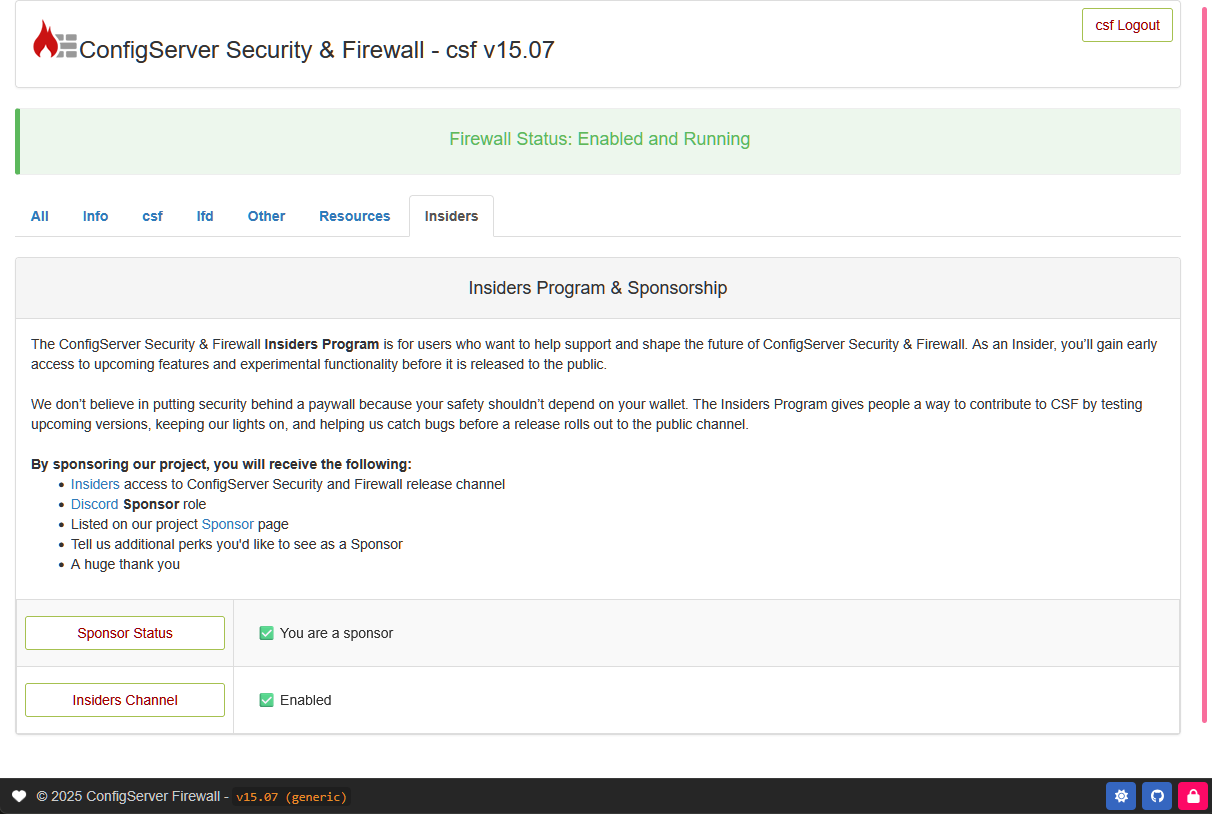 ConfigServer Security & Firewall - csf v15.07
csf Logout
Firewall Status: Enabled and Running
All
Info
csf
lfd
Other
Resources
Insiders
Insiders Program & Sponsorship
The ConfigServer Security & Firewall Insiders Program is for users who want to help support and shape the future of ConfigServer Security & Firewall. As an Insider, you’ll gain early
access to upcoming features and experimental functionality before it is released to the public.
We don’t believe in putting security behind a paywall because your safety shouldn’t depend on your wallet. The Insiders Program gives people a way to contribute to CSF by testing
upcoming versions, keeping our lights on, and helping us catch bugs before a release rolls out to the public channel.
By sponsoring our project, you will receive the following:
• Insiders access to ConfigServer Security and Firewall release channel
• Discord Sponsor role
• Listed on our project Sponsor page
• Tell us additional perks you'd like to see as a Sponsor
• A huge thank you
Sponsor Status
✅ You are a sponsor
Insiders Channel
✅ Enabled
© 2025 ConfigServer Firewall - v15.07 (generic)